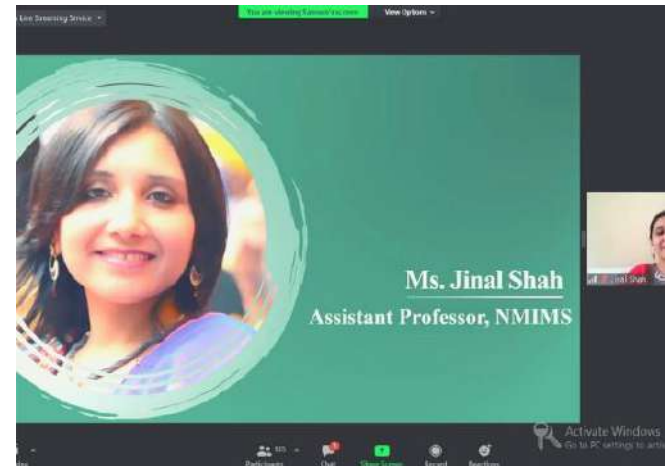 Live Streaming Service
You are viewing
screen
View Options
Ms. Jinal Shah
Assistant Professor, NMIMS
Jinal Shah
Activate Windows
Go to PC settings to
Participants
Chat
Share Screen
Record
Reactions